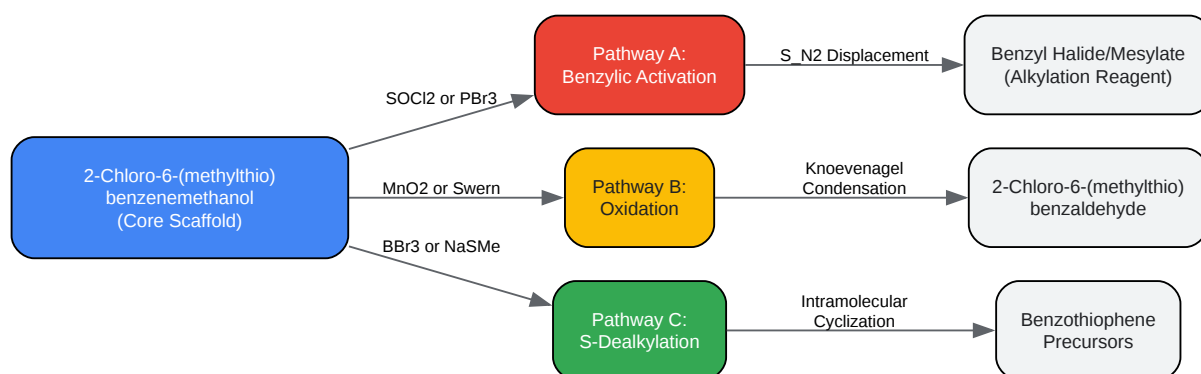 2-Chloro-6-(methylthio)
benzenemethanol
(Core Scaffold)
SOCl2 or PBr3
MnO2 or Swern
BBr3 or NaSMe
Pathway A:
Benzylic Activation
S_N2 Displacement
Benzyl Halide/Mesylate
(Alkylation Reagent)
Pathway B:
Oxidation
Knoevenagel
Condensation
2-Chloro-6-(methylthio)
benzaldehyde
Pathway C:
S-Dealkylation
Intramolecular
Cyclization
Benzothiophene
Precursors